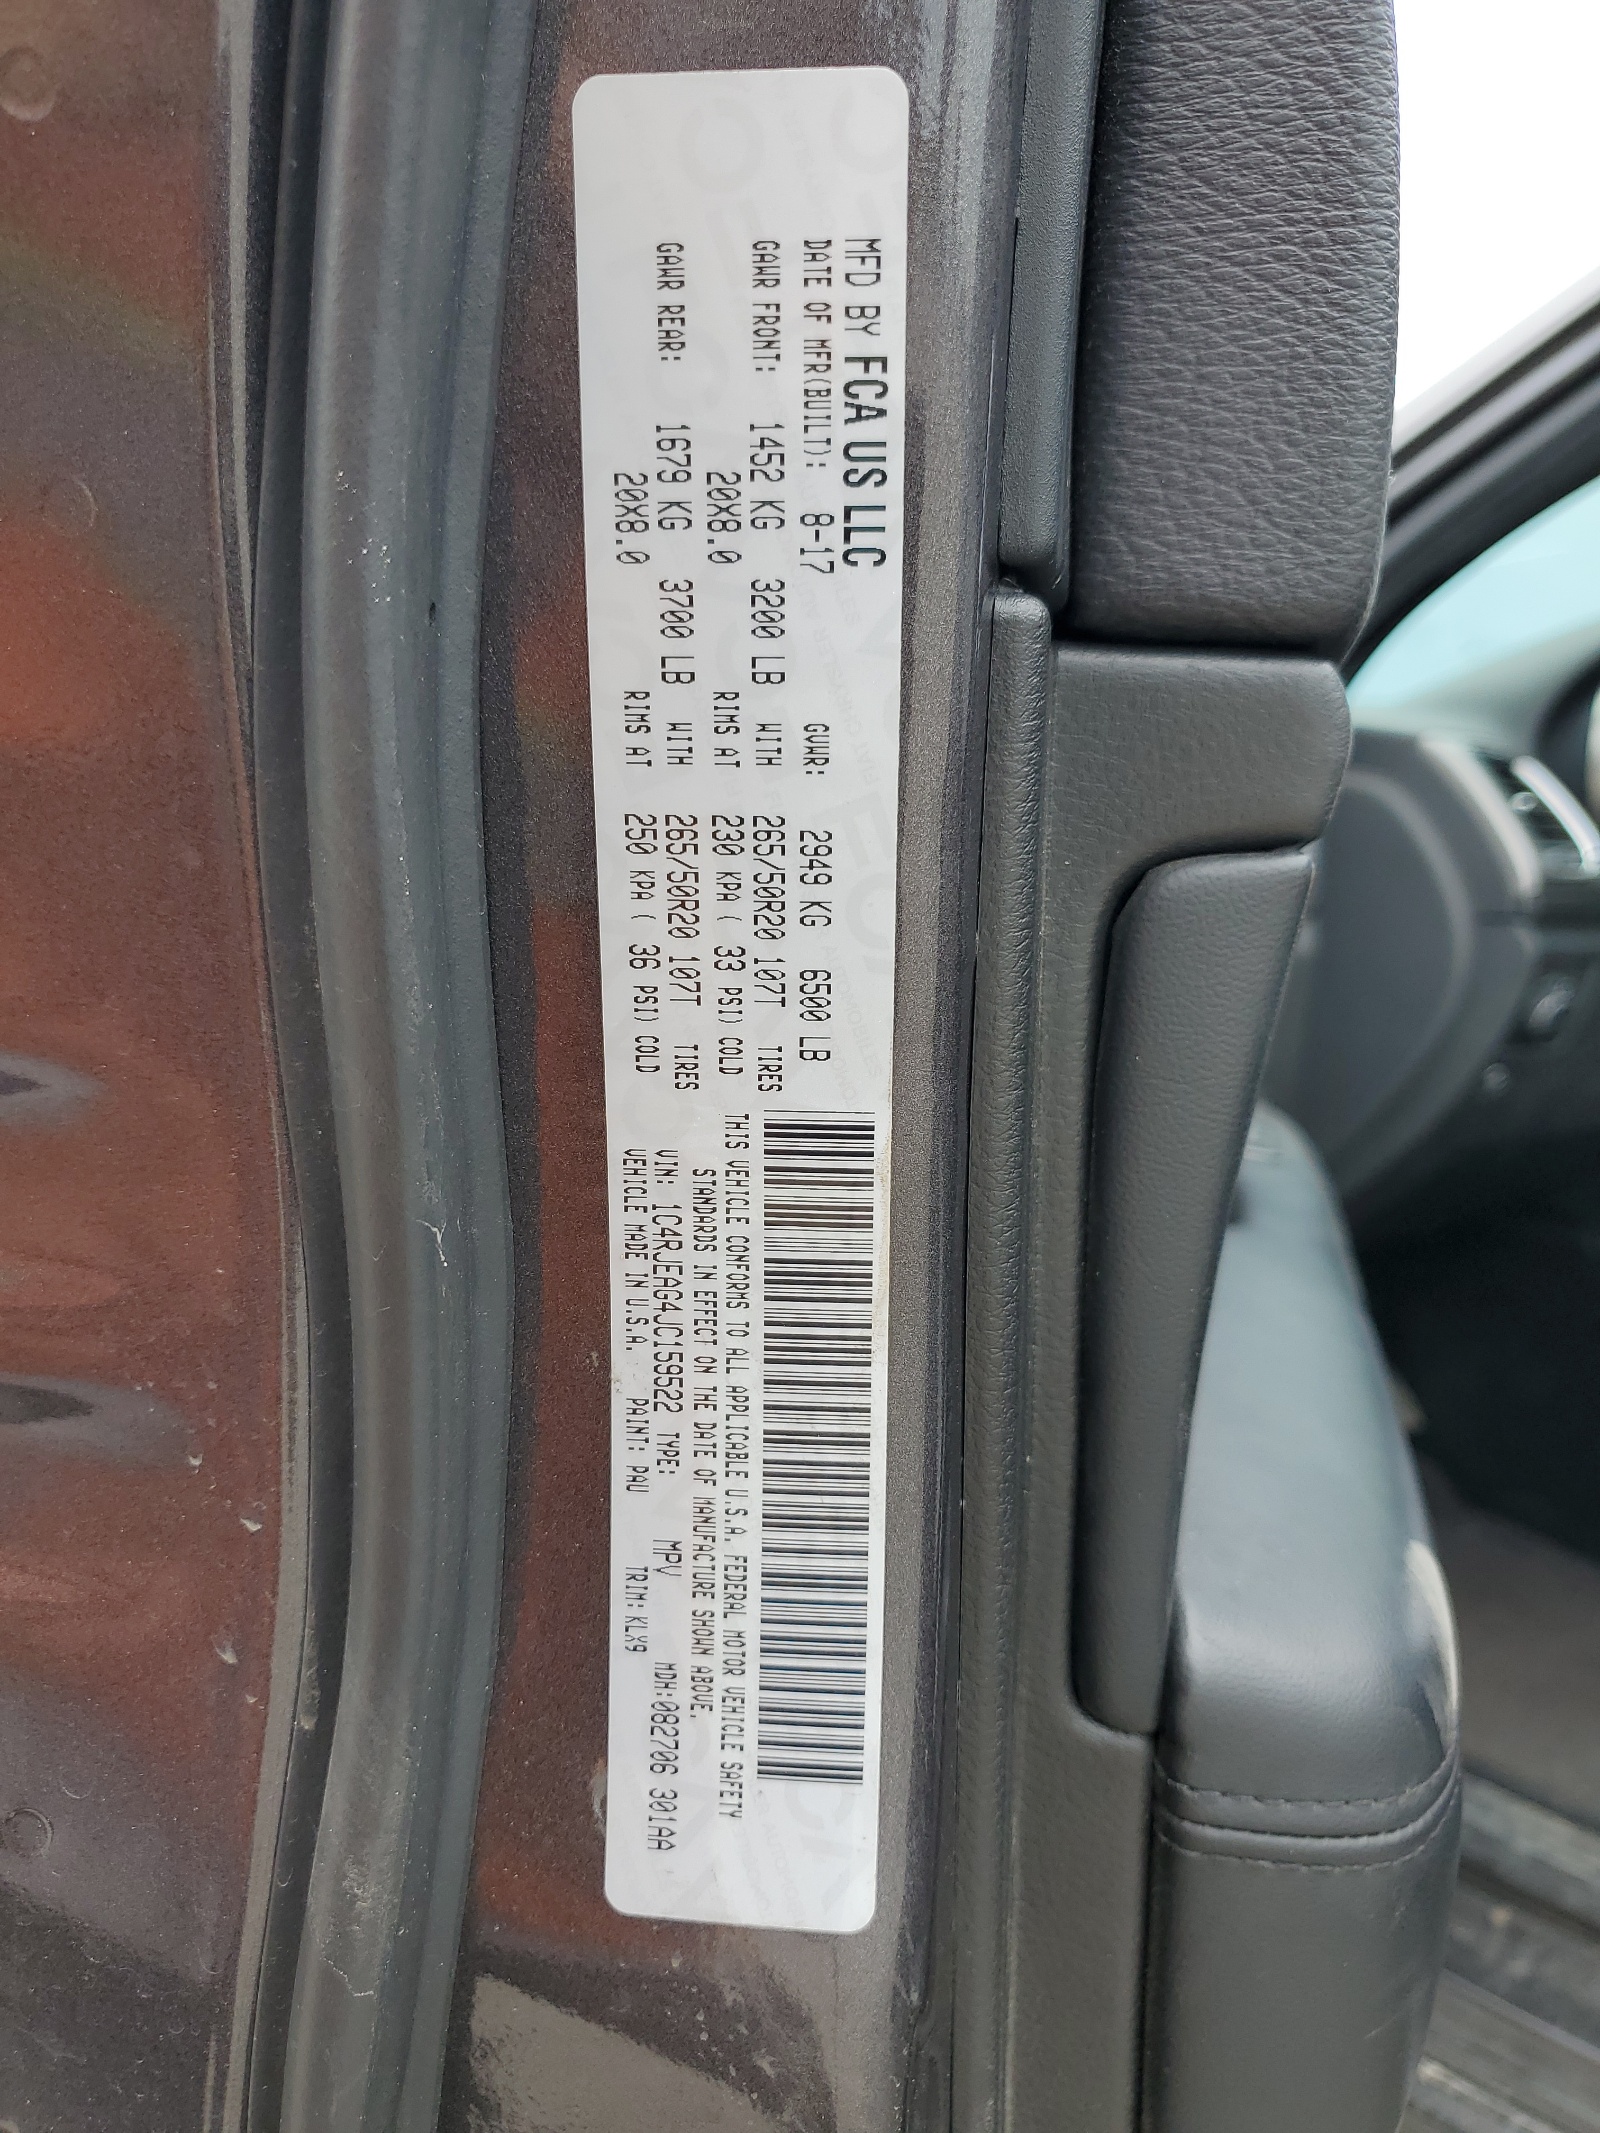 MFD BY FCA US LLC
DATE OF MFR(BUILT): 8-17 GVWR: 2949 KG 6500 LB
GAWR FRONT: 1452 KG 3200 LB WITH 265/50R20 107T TIRES
20X8.0 RIMS AT 230 KPA ( 33 PSI) COLD
GAWR REAR: 1679 KG 3700 LB WITH 265/50R20 107T TIRES
20X8.0 RIMS AT 250 KPA ( 36 PSI) COLD
THIS VEHICLE CONFORMS TO ALL APPLICABLE U.S.A. FEDERAL MOTOR VEHICLE SAFETY
STANDARDS IN EFFECT ON THE DATE OF MANUFACTURE SHOWN ABOVE.
VIN: 1C4RJEAG4JC159522 TYPE: MPV MDH:082706 301AA
VEHICLE MADE IN U.S.A. PAINT: PAU TRIM: KLX9